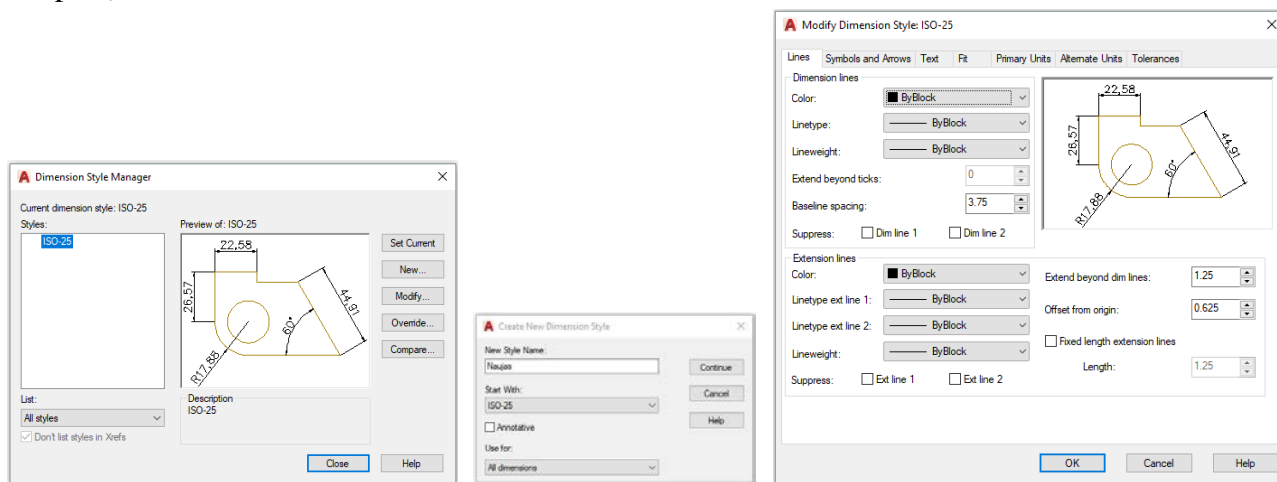 Dimension Style Manager
Current dimension style: ISO-25
Styles:
ISO-25
Preview of: ISO-25
22,58
26,57
44,91
60°
R17,88
Set Current
New...
Modify...
Override...
Compare...
List:
All styles
Don't list styles in Xrefs
Description
ISO-25
Close
Help
Create New Dimension Style
New Style Name:
Naujas
Start With:
ISO-25
Annotative
Use for:
All dimensions
Continue
Cancel
Help
Modify Dimension Style: ISO-25
Lines Symbols and Arrows Text Fit Primary Units Alternate Units Tolerances
Dimension lines
Color: ByBlock
Linetype: ByBlock
Lineweight: ByBlock
Extend beyond ticks: 0
Baseline spacing: 3.75
Suppress: Dim line 1 Dim line 2
22,58
26,57
44,91
60°
R17,88
Extension lines
Color: ByBlock
Linetype ext line 1: ByBlock
Linetype ext line 2: ByBlock
Lineweight: ByBlock
Suppress: Ext line 1 Ext line 2
Extend beyond dim lines: 1.25
Offset from origin: 0.625
Fixed length extension lines
Length: 1.25
OK Cancel Help